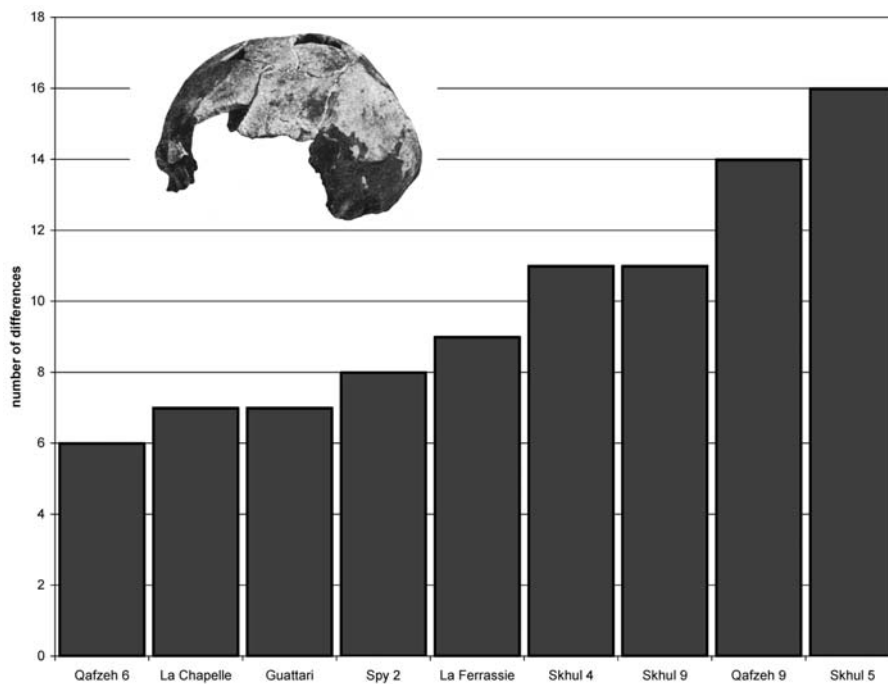 18
16
14
12
10
8
6
4
2
0
number of differences
Qafzeh 6
La Chapelle
Guattari
Spy 2
La Ferrassie
Skhul 4
Skhul 9
Qafzeh 9
Skhul 5